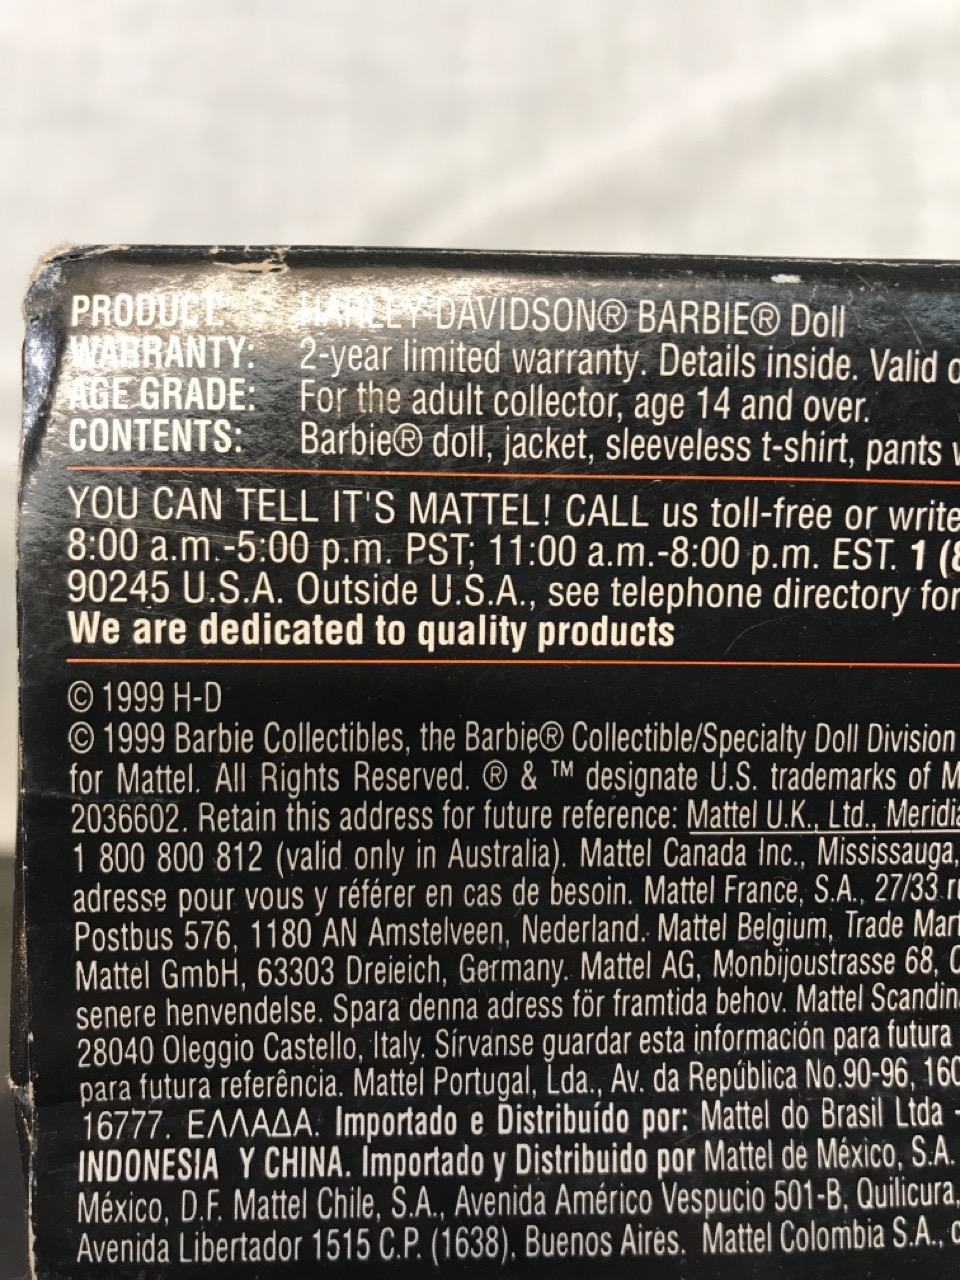 PRODUCT: HARLEY-DAVIDSON® BARBIE® Doll
WARRANTY: 2-year limited warranty. Details inside. Valid
AGE GRADE: For the adult collector, age 14 and over.
CONTENTS: Barbie® doll, jacket, sleeveless t-shirt, pants
YOU CAN TELL IT'S MATTEL! CALL us toll-free or write
8:00 a.m.-5:00 p.m. PST; 11:00 a.m.-8:00 p.m. EST. 1 (8
90245 U.S.A. Outside U.S.A., see telephone directory for
We are dedicated to quality products
© 1999 H-D
© 1999 Barbie Collectibles, the Barbie® Collectible/Specialty Doll Division
for Mattel. All Rights Reserved. ® & ™ designate U.S. trademarks of M
2036602. Retain this address for future reference: Mattel U.K., Ltd., Meridia
1 800 800 812 (valid only in Australia). Mattel Canada Inc., Mississauga,
adresse pour vous y référer en cas de besoin. Mattel France, S.A., 27/33 ru
Postbus 576, 1180 AN Amstelveen, Nederland. Mattel Belgium, Trade Mart
Mattel GmbH, 63303 Dreieich, Germany. Mattel AG, Monbijoustrasse 68, C
senere henvendelse. Spara denna adress för framtida behov. Mattel Scandin
28040 Oleggio Castello, Italy. Sírvanse guardar esta información para futura
para futura referência. Mattel Portugal, Lda., Av. da República No.90-96, 160
16777. ΕΛΛΑΔΑ. Importado e Distribuído por: Mattel do Brasil Ltda -
INDONESIA Y CHINA. Importado y Distribuido por Mattel de México, S.A.
México, D.F. Mattel Chile, S.A., Avenida Américo Vespucio 501-B, Quilicura,
Avenida Libertador 1515 C.P. (1638), Buenos Aires. Mattel Colombia S.A., c